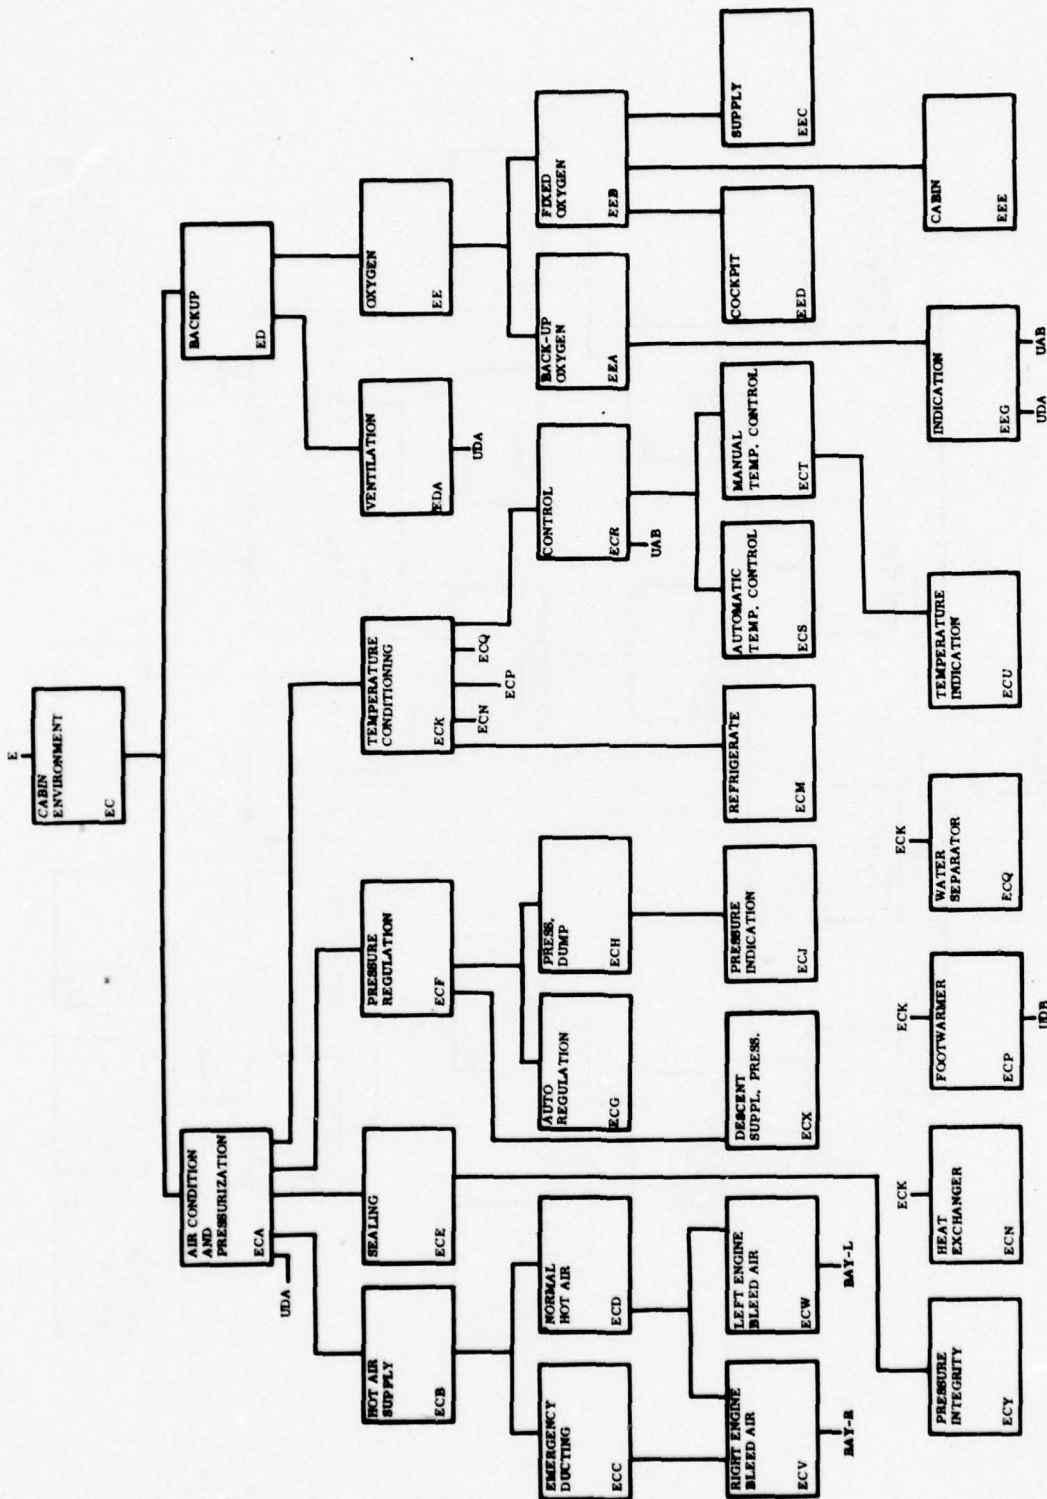 E
CABIN
ENVIRONMENT
EC
AIR CONDITION
AND
PRESSURIZATION
ECA
UDA
BACKUP
ED
HOT AIR
SUPPLY
ECB
SEALING
ECE
PRESSURE
REGULATION
ECF
TEMPERATURE
CONDITIONING
ECK
ECN
ECP
ECQ
VENTILATION
EDA
UDA
OXYGEN
EE
EMERGENCY
DUCTING
ECC
NORMAL
HOT AIR
ECD
AUTO
REGULATION
ECG
PRESS.
DUMP
ECH
CONTROL
ECR
UAB
BACK-UP
OXYGEN
EEA
FIXED
OXYGEN
EEB
RIGHT ENGINE
BLEED AIR
ECV
BAY-R
LEFT ENGINE
BLEED AIR
ECW
BAY-L
DESCENT
SUPPL. PRESS.
ECX
PRESSURE
INDICATION
ECJ
REFRIGERATE
ECM
AUTOMATIC
TEMP. CONTROL
ECS
MANUAL
TEMP. CONTROL
ECT
COCKPIT
EED
SUPPLY
EEC
PRESSURE
INTEGRITY
ECY
ECK
HEAT
EXCHANGER
ECN
ECK
FOOTWARMER
ECP
UDB
ECK
WATER
SEPARATOR
ECQ
TEMPERATURE
INDICATION
ECU
INDICATION
EEG
UDA
UAB
CABIN
EEE